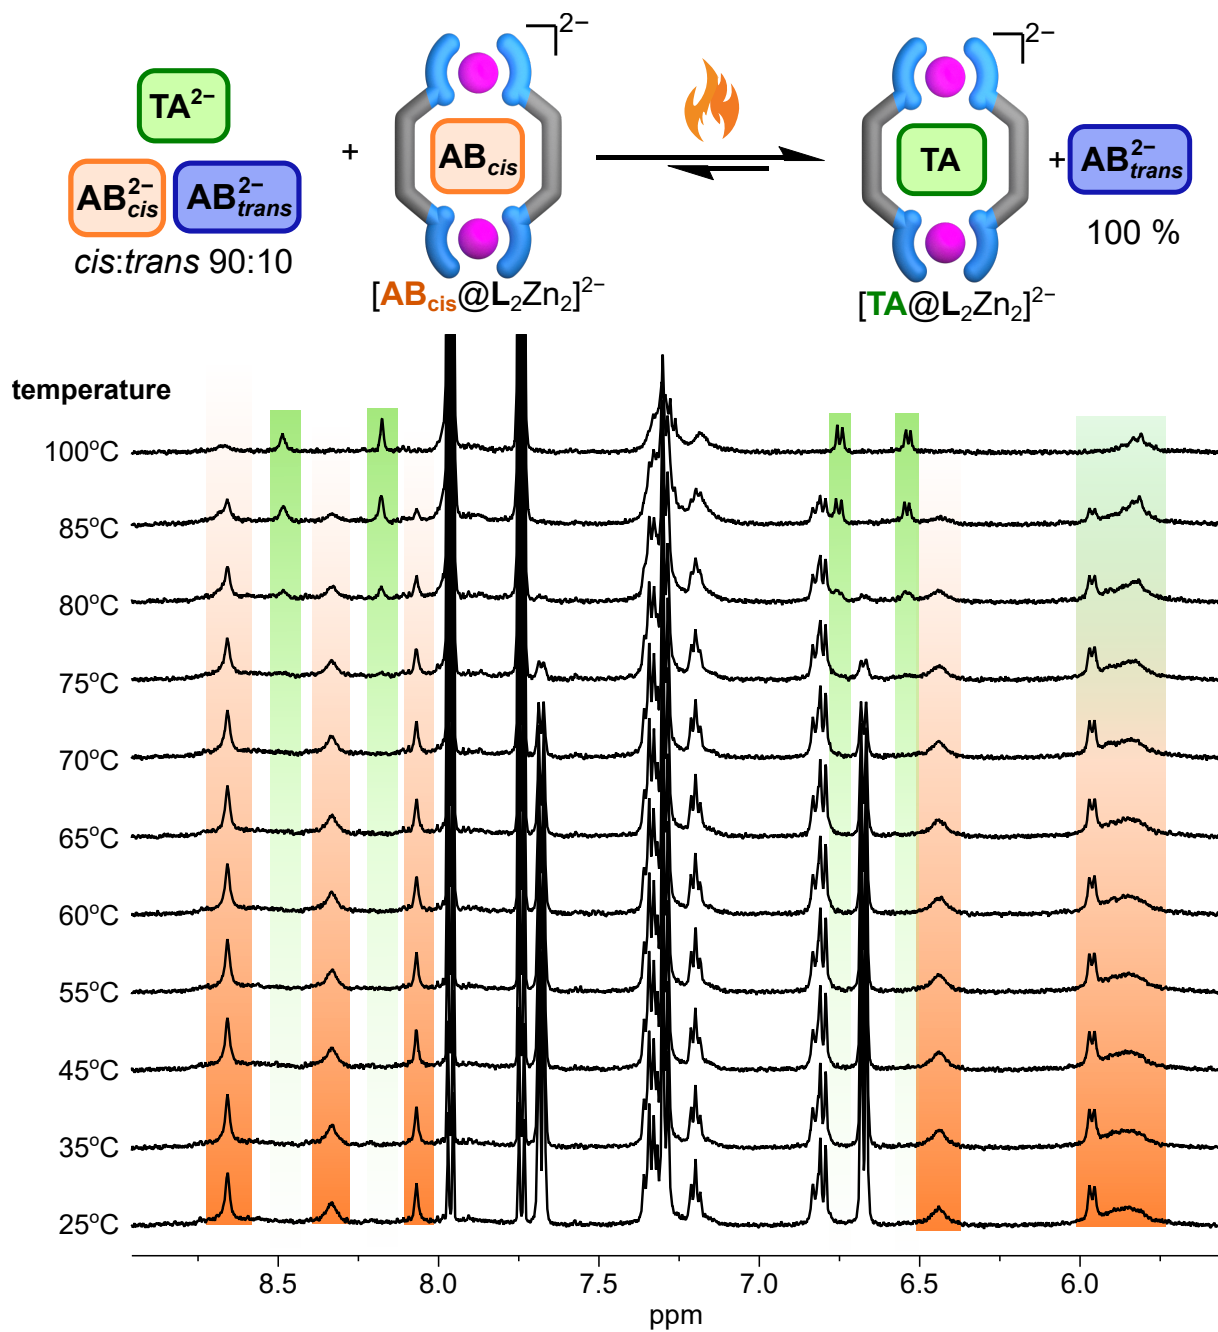 TA²⁻
AB²⁻cis
AB²⁻trans
cis:trans 90:10
+
ABcis
]²⁻
[ABcis@L₂Zn₂]²⁻
TA
]²⁻
[TA@L₂Zn₂]²⁻
+
AB²⁻trans
100 %
temperature
100°C
85°C
80°C
75°C
70°C
65°C
60°C
55°C
45°C
35°C
25°C
8.5 8.0 7.5 7.0 6.5 6.0
ppm